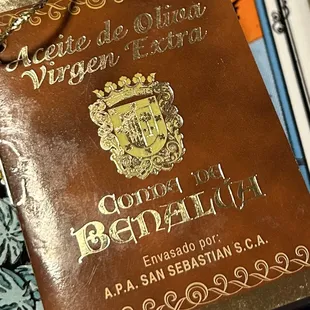 Aceite de Oliva
Virgen Extra
CONDE DE
BENALÚA
Envasado por:
A.P.A. SAN SEBASTIAN S.C.A.